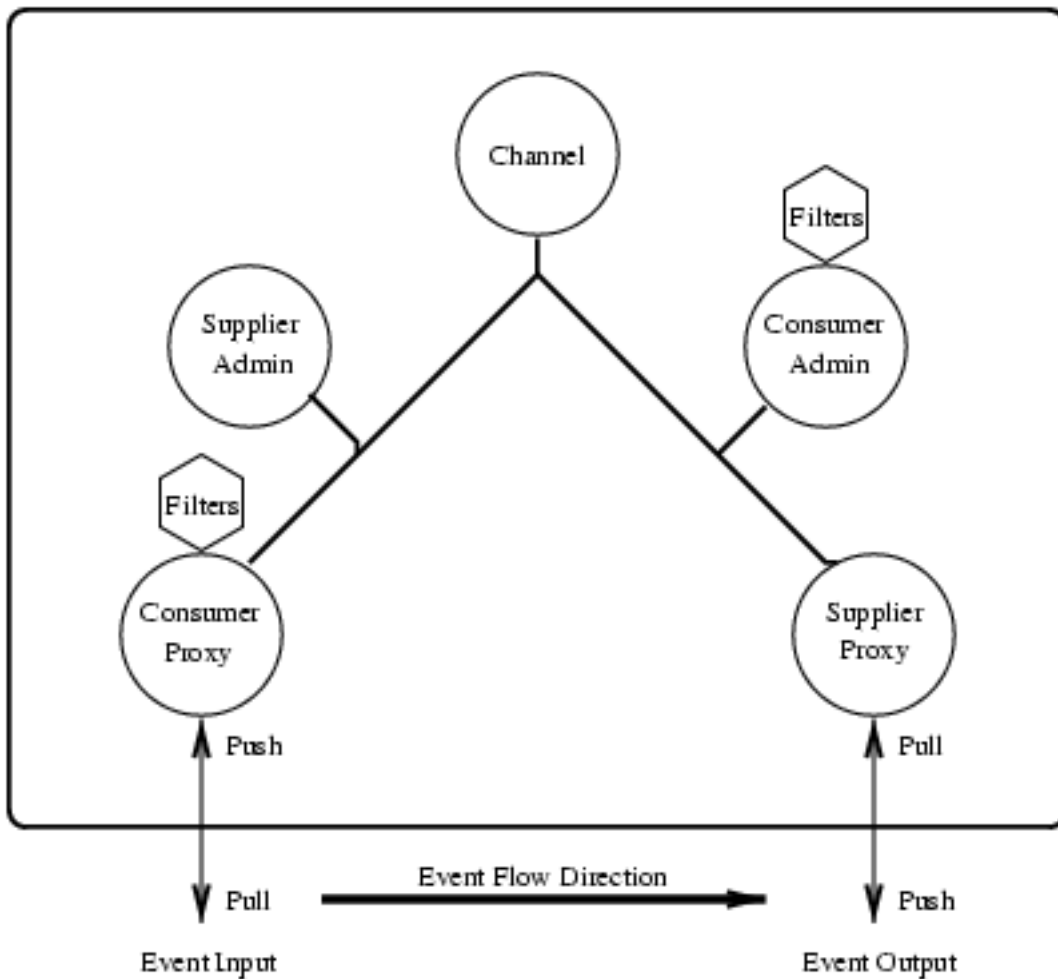 Channel
Filters
Supplier
Admin
Consumer
Admin
Filters
Consumer
Proxy
Supplier
Proxy
Push
Pull
Event Flow Direction
Pull
Push
Event Input
Event Output